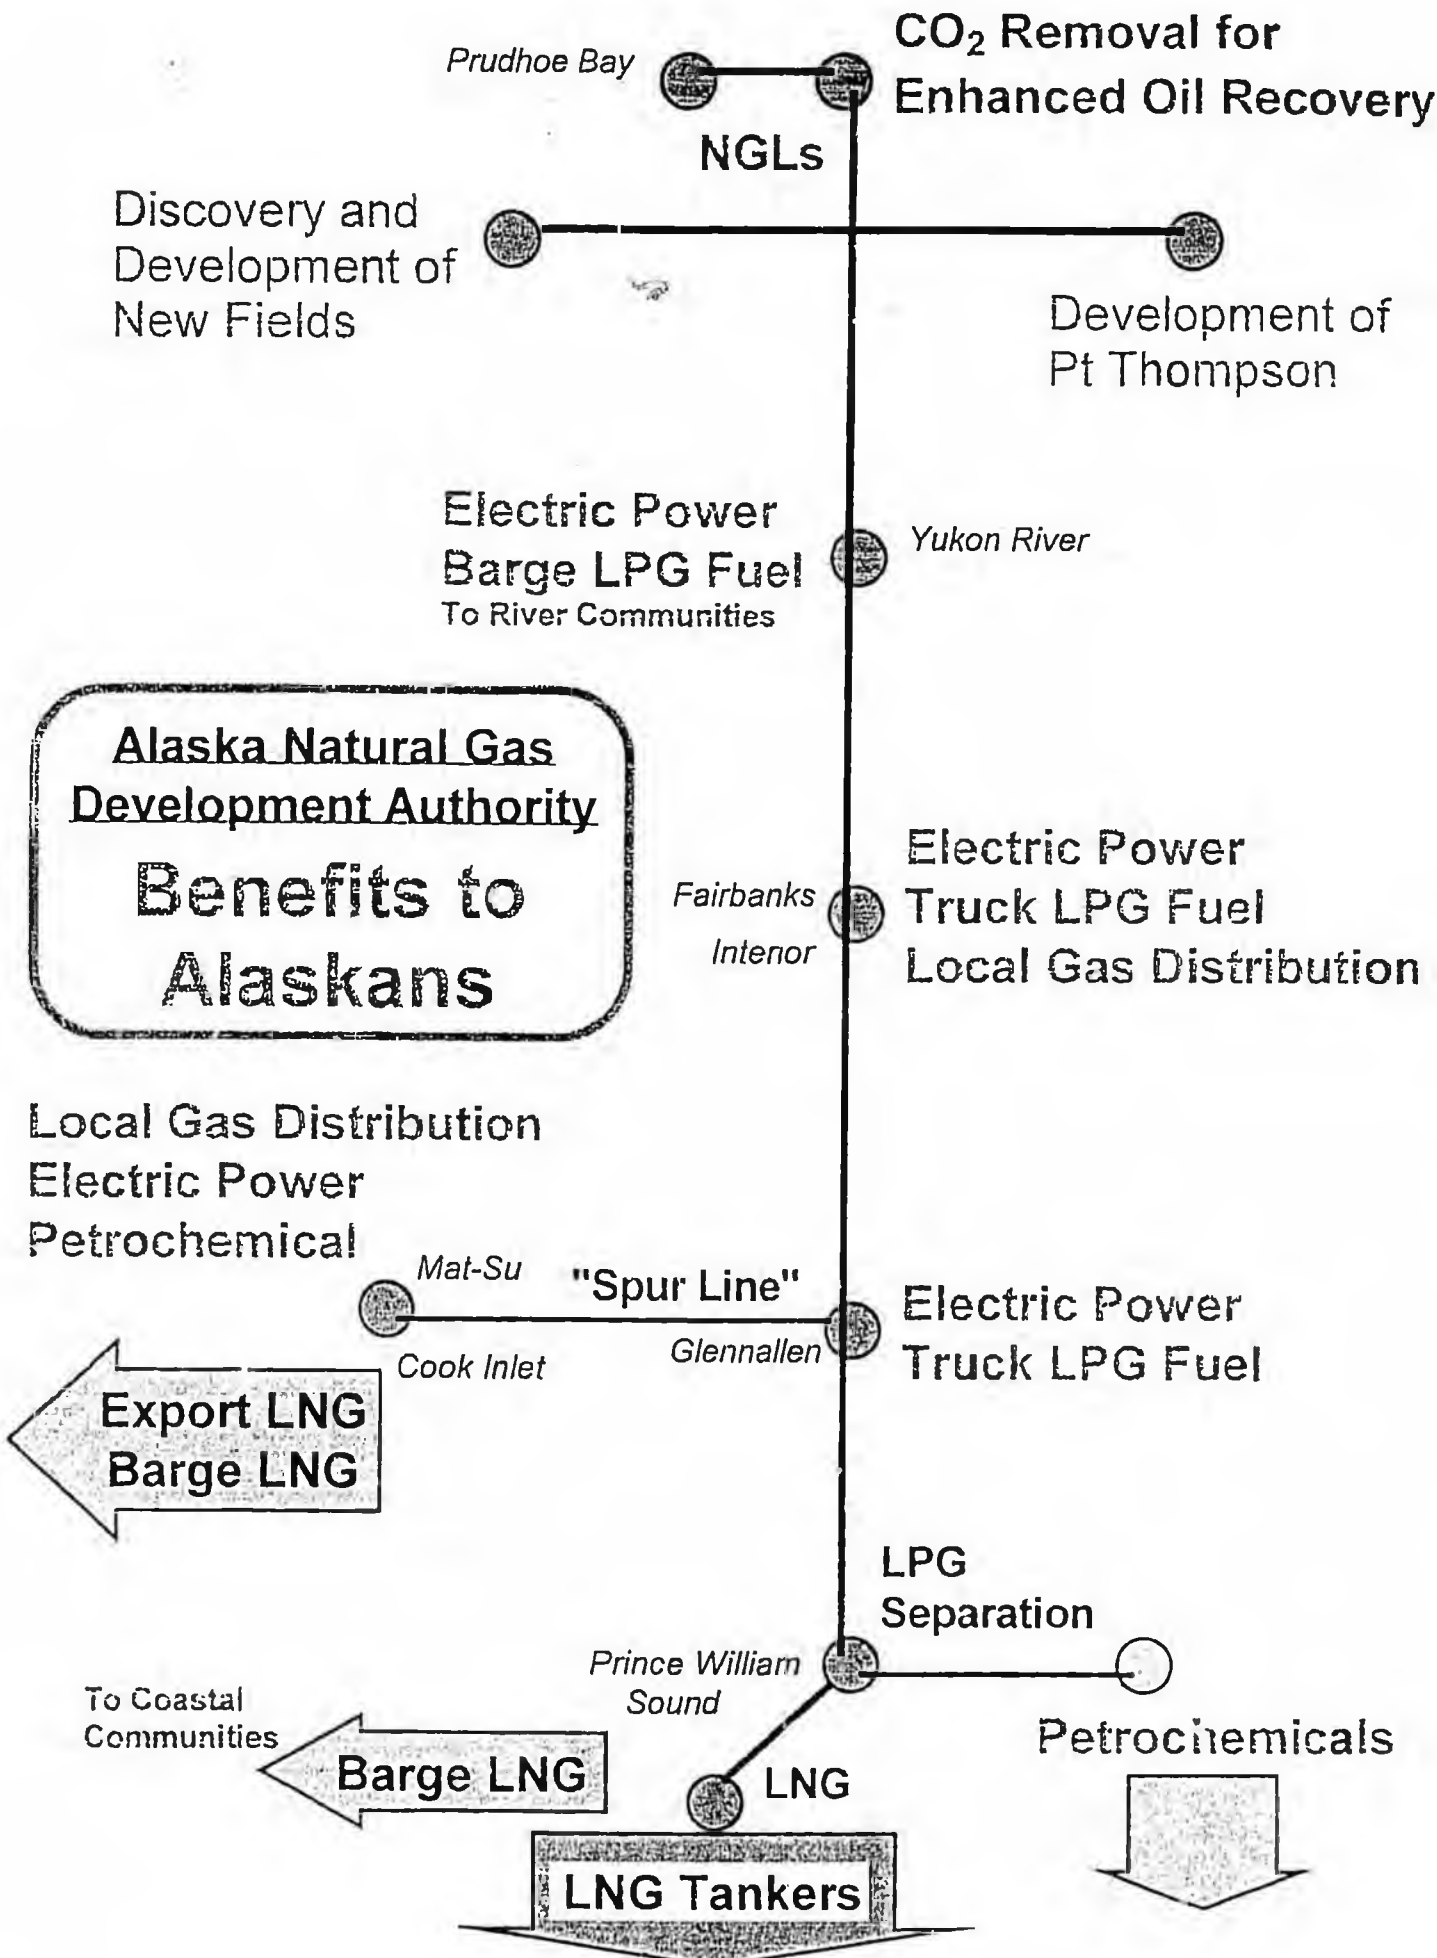 Prudhoe Bay
CO₂ Removal for
Enhanced Oil Recovery
NGLs
Discovery and
Development of
New Fields
Development of
Pt Thompson
Electric Power
Barge LPG Fuel
To River Communities
Yukon River
Alaska Natural Gas
Development Authority
Benefits to
Alaskans
Fairbanks
Interior
Electric Power
Truck LPG Fuel
Local Gas Distribution
Local Gas Distribution
Electric Power
Petrochemical
Mat-Su
"Spur Line"
Cook Inlet
Glennallen
Electric Power
Truck LPG Fuel
Export LNG
Barge LNG
LPG
Separation
Prince William
Sound
To Coastal
Communities
Barge LNG
LNG
Petrochemicals
LNG Tankers